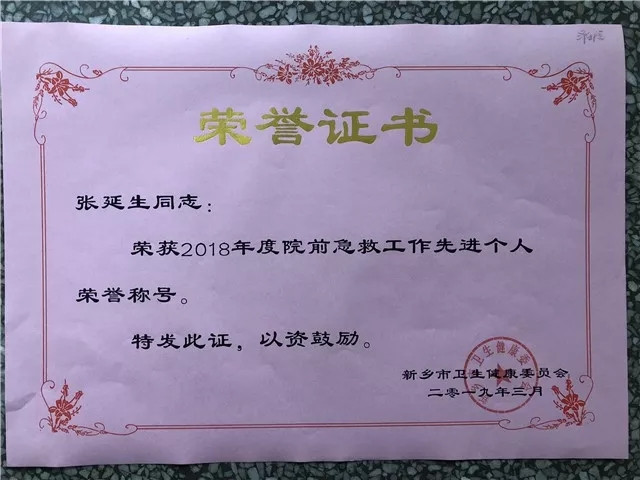 荣誉证书
张延生同志：
荣获2018年度院前急救工作先进个人
荣誉称号。
特发此证，以资鼓励。
新乡市卫生健康委员会
二零一九年三月